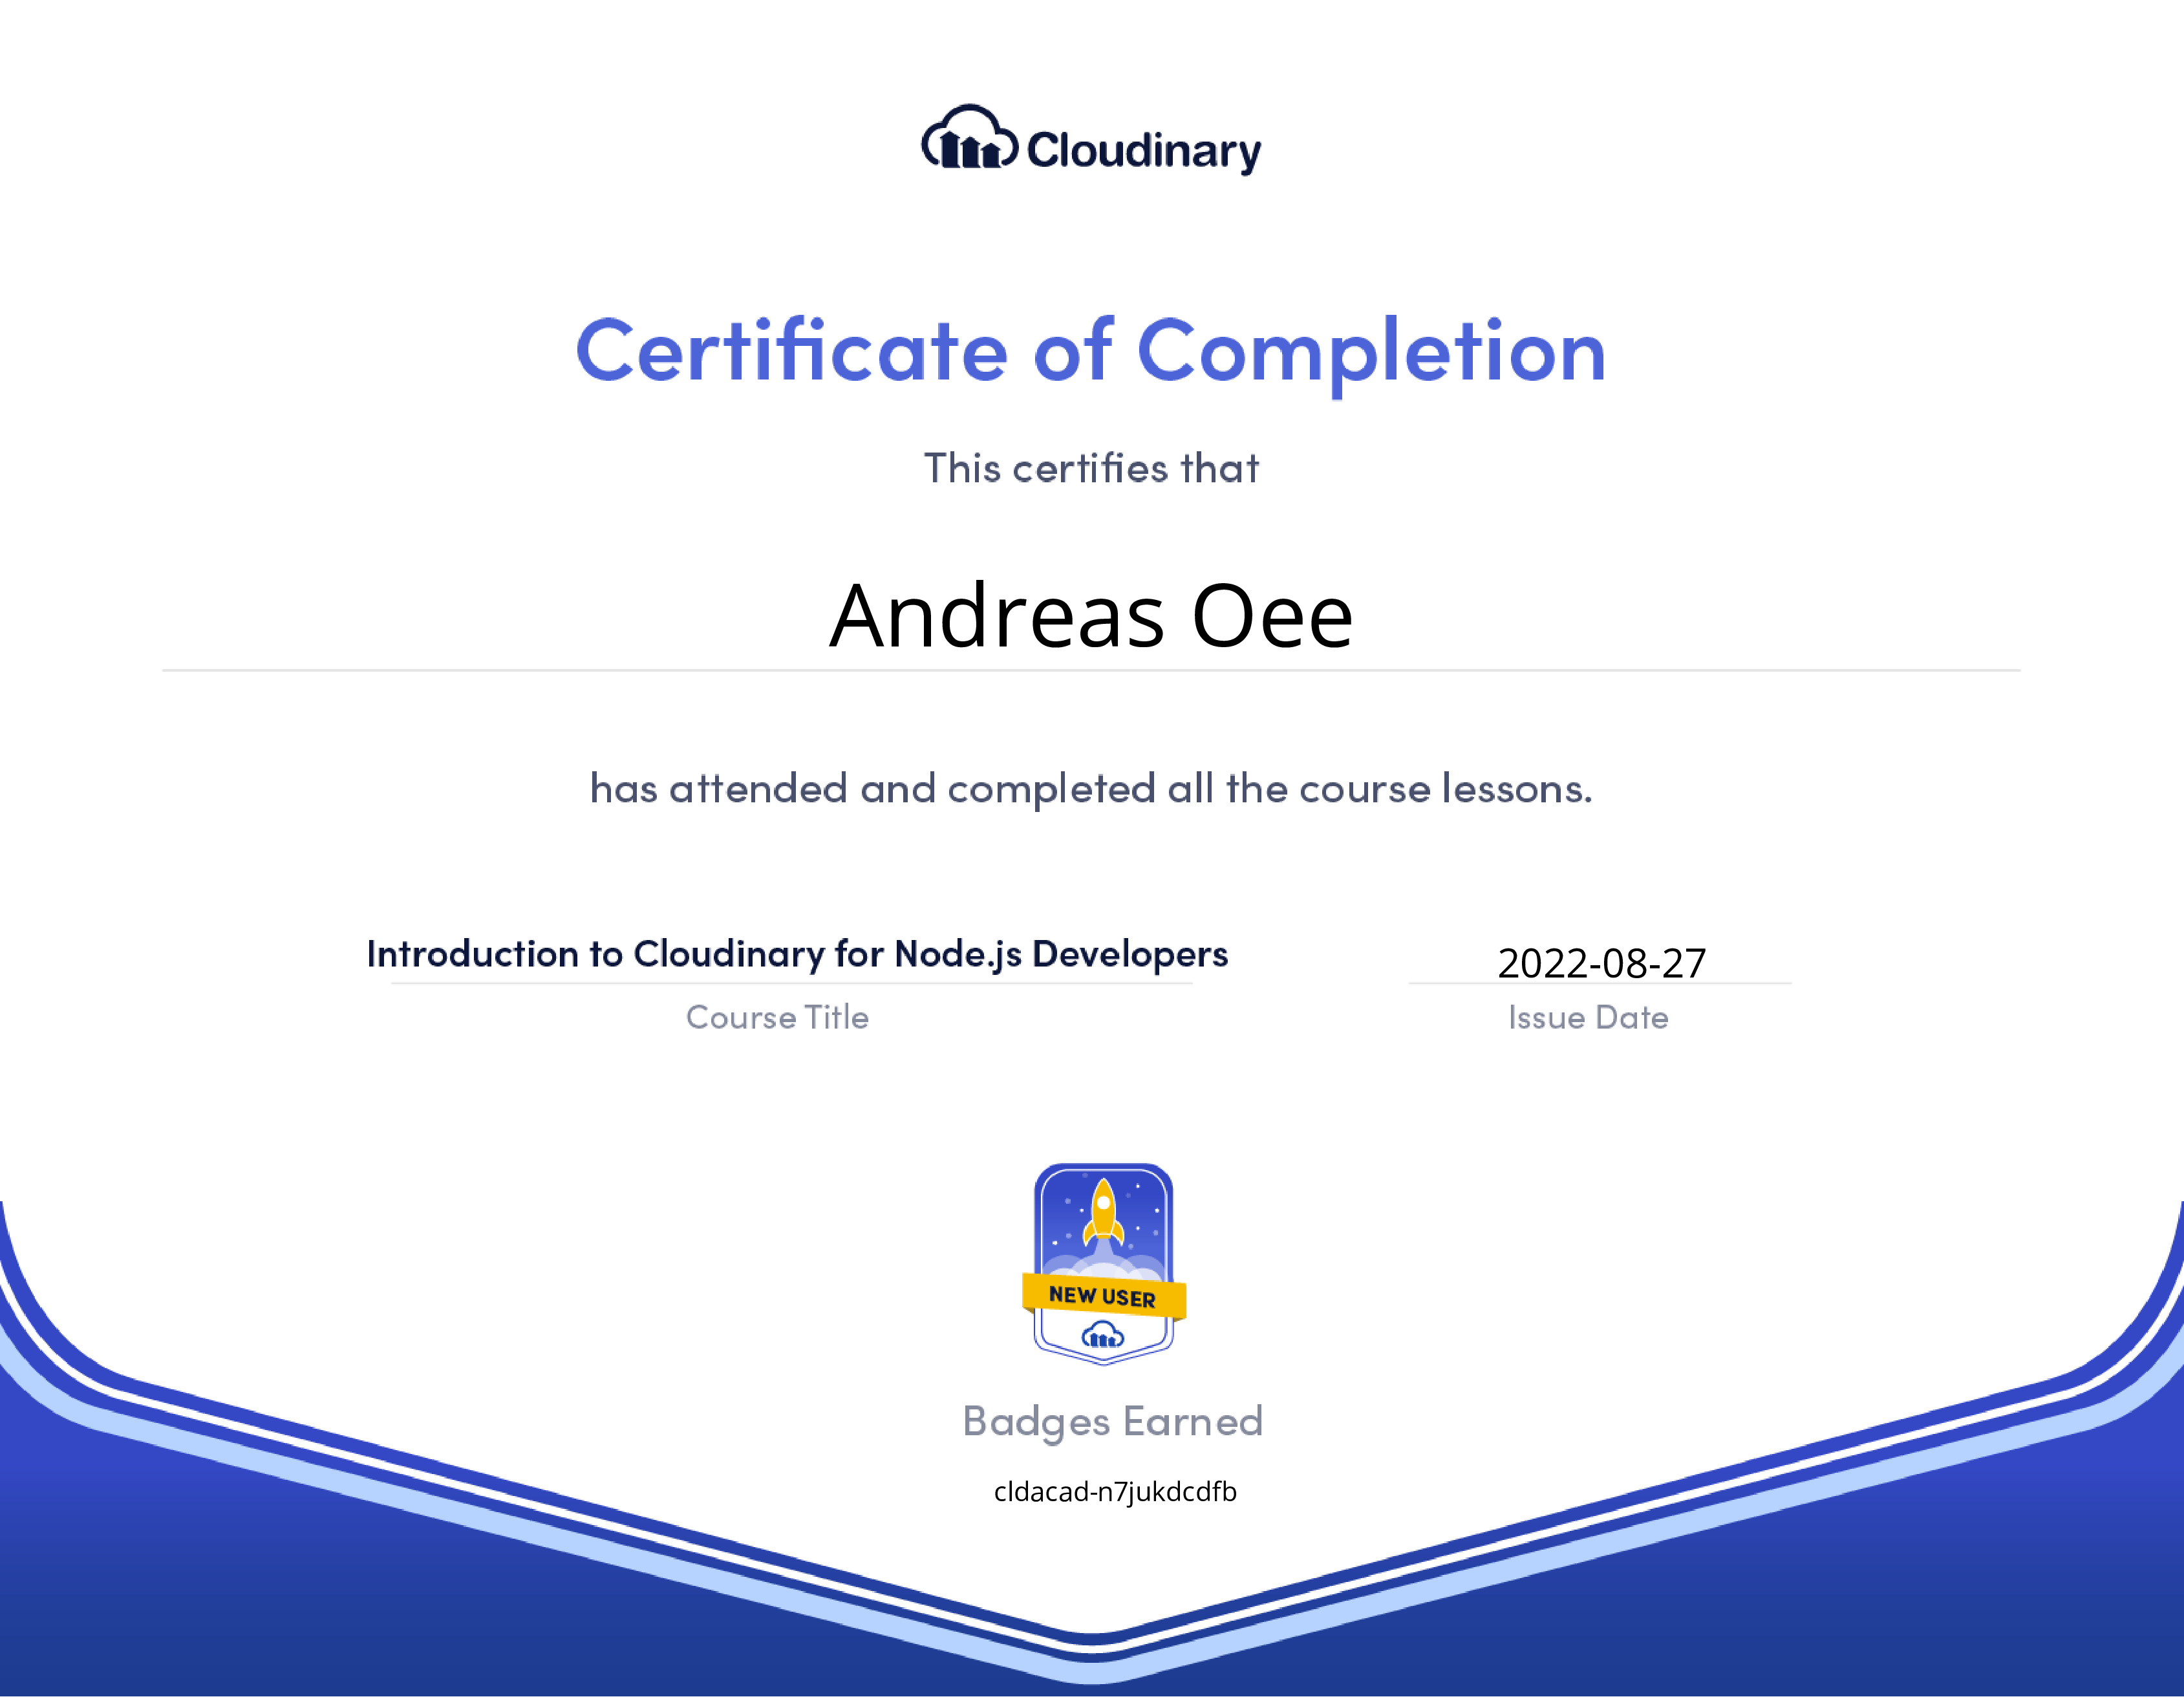 Cloudinary
Certificate of Completion
This certifies that
Andreas Oee
has attended and completed all the course lessons.
Introduction to Cloudinary for Node.js Developers
Course Title
2022-08-27
Issue Date
NEW USER
Badges Earned
cldacad-n7jukdcdfb